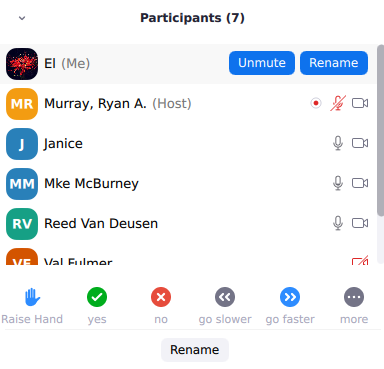 Participants (7)
El (Me) Unmute Rename
MR Murray, Ryan A. (Host)
J Janice
MM Mke McBurney
RV Reed Van Deusen
VF Val Fulmer
Raise Hand yes no go slower go faster more
Rename